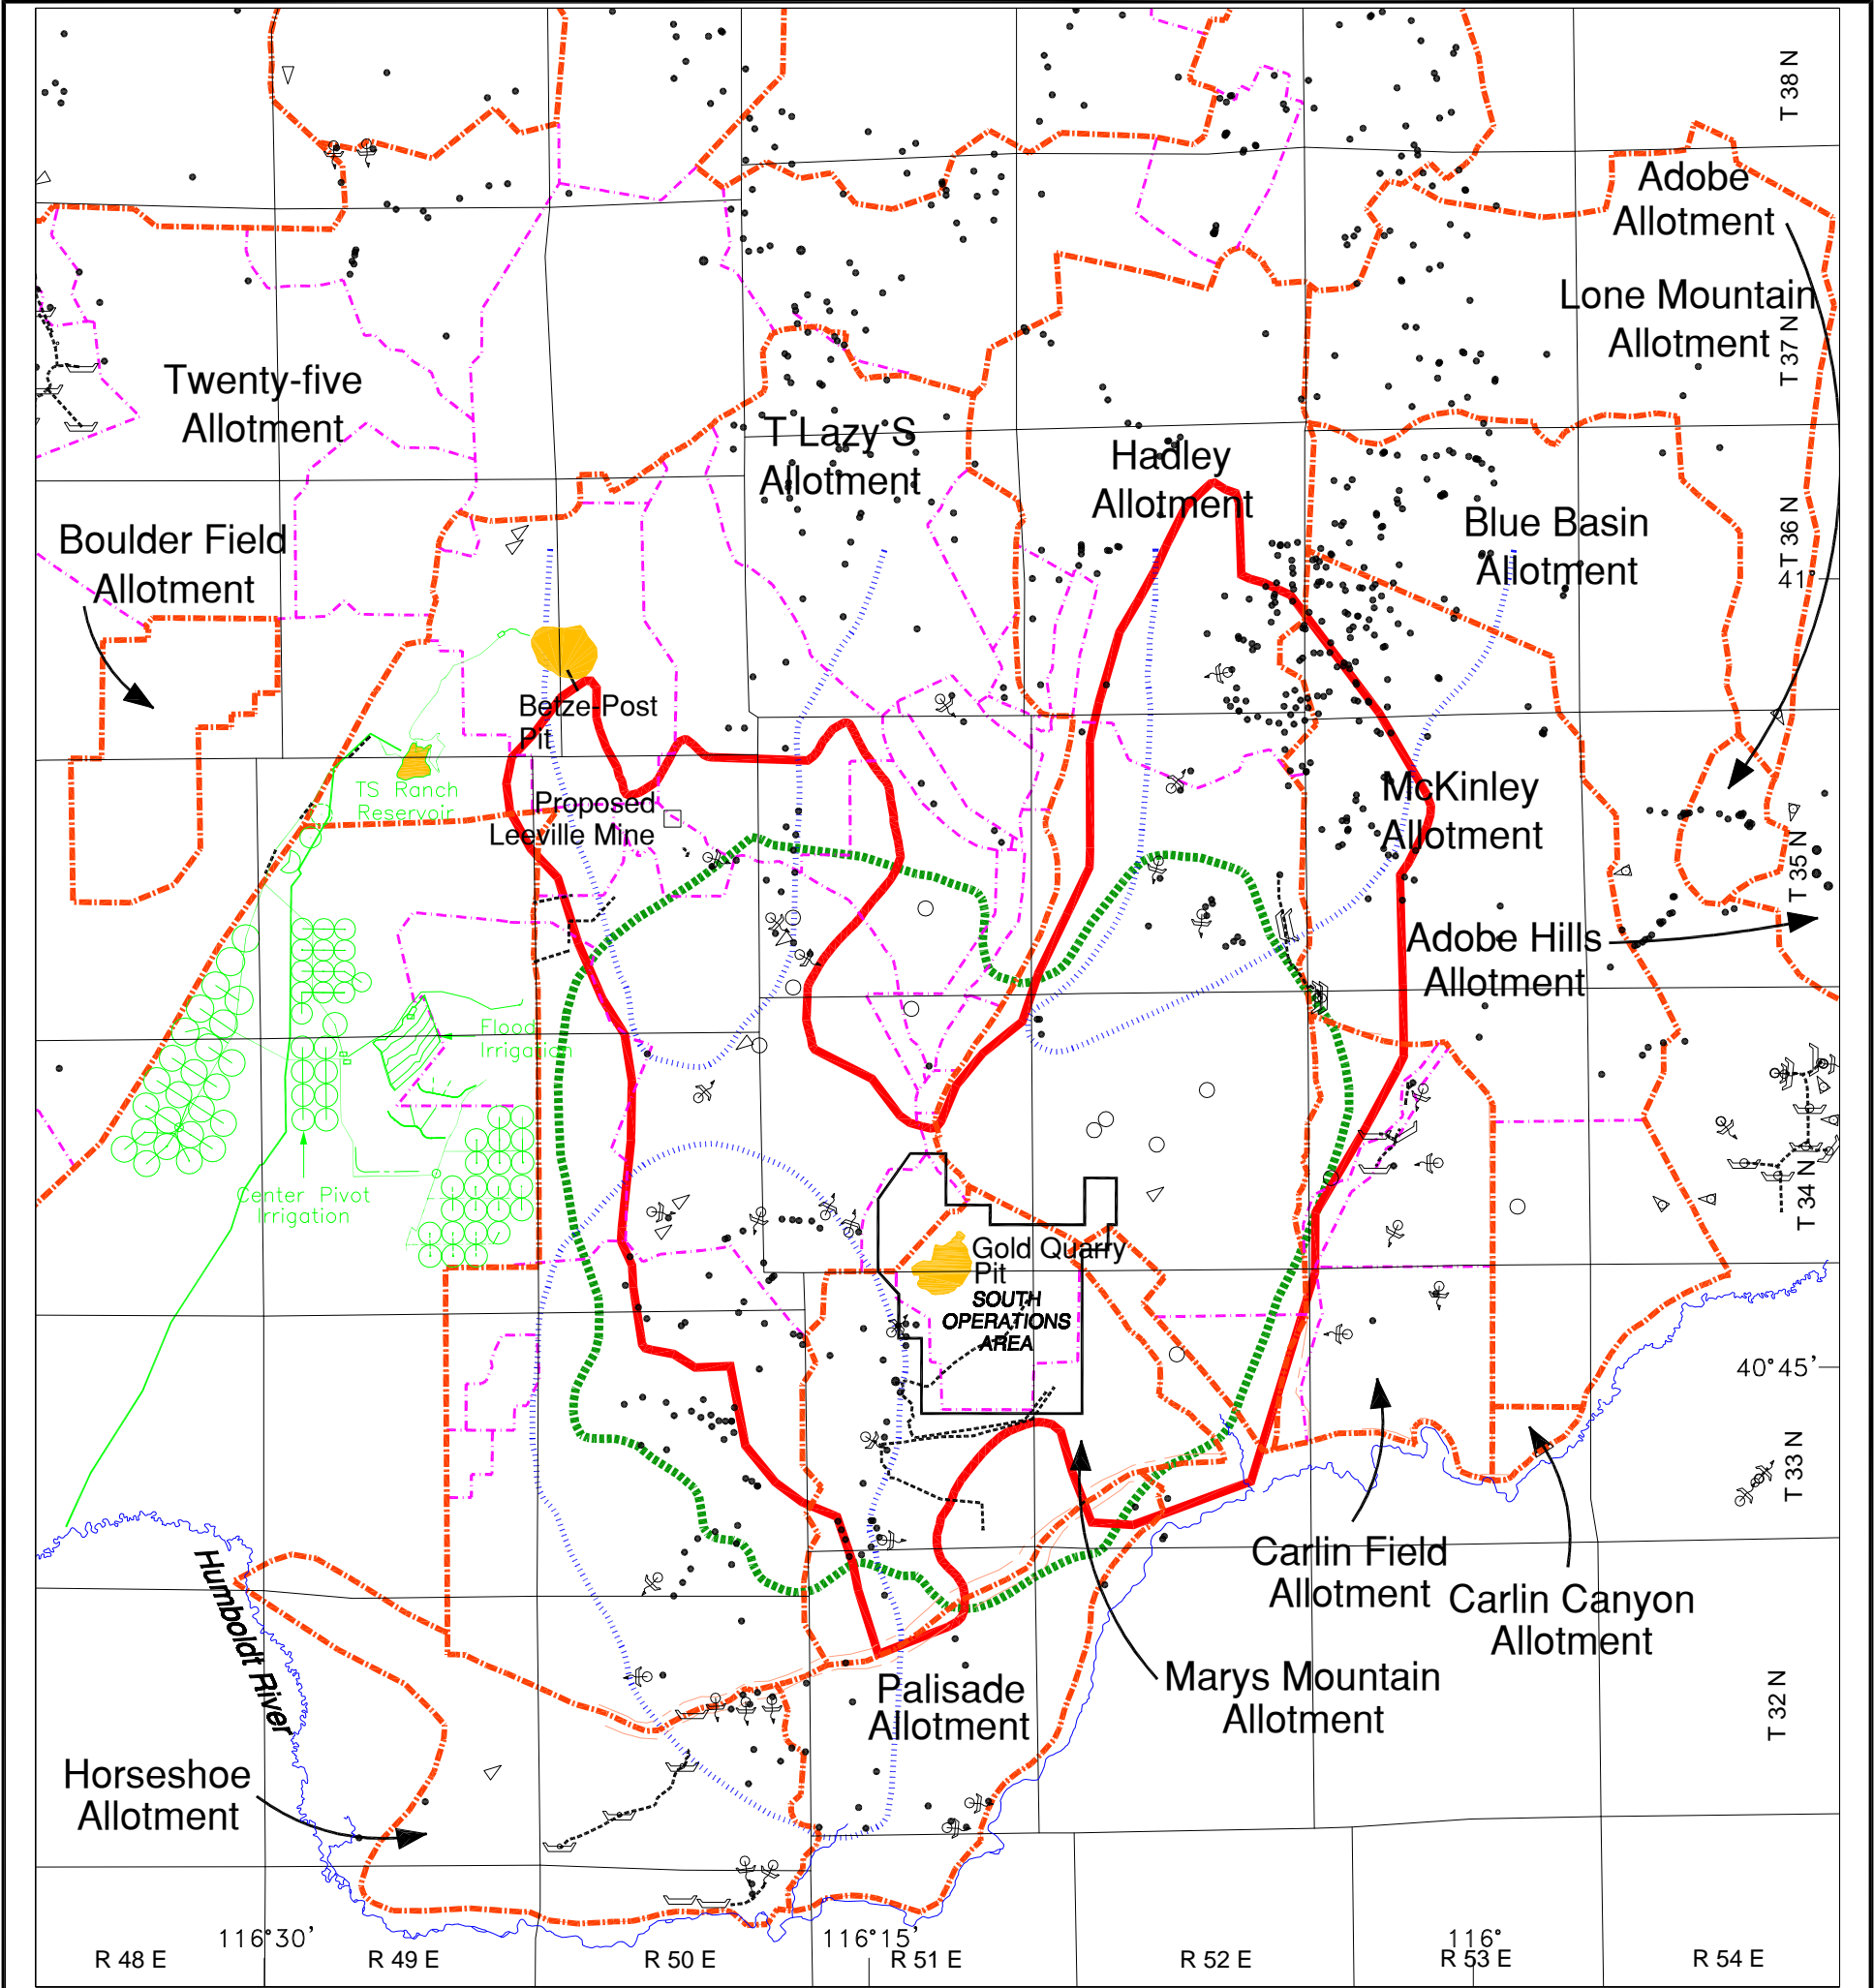 T 38 N
Adobe
Allotment
Lone Mountain
Allotment
T 37 N
Twenty-five
Allotment
T Lazy S
Allotment
Hadley
Allotment
Blue Basin
Allotment
T 36 N
41°
Boulder Field
Allotment
Betze-Post
Pit
TS Ranch
Reservoir
Proposed
Leeville Mine
McKinley
Allotment
T 35 N
Adobe Hills
Allotment
Flood
Irrigation
Center Pivot
Irrigation
T 34 N
Gold Quarry
Pit
SOUTH
OPERATIONS
AREA
40°45'
T 33 N
Humboldt River
Carlin Field
Allotment
Carlin Canyon
Allotment
Marys Mountain
Allotment
Palisade
Allotment
T 32 N
Horseshoe
Allotment
116°30'
116°15'
116°
R 48 E
R 49 E
R 50 E
R 51 E
R 52 E
R 53 E
R 54 E